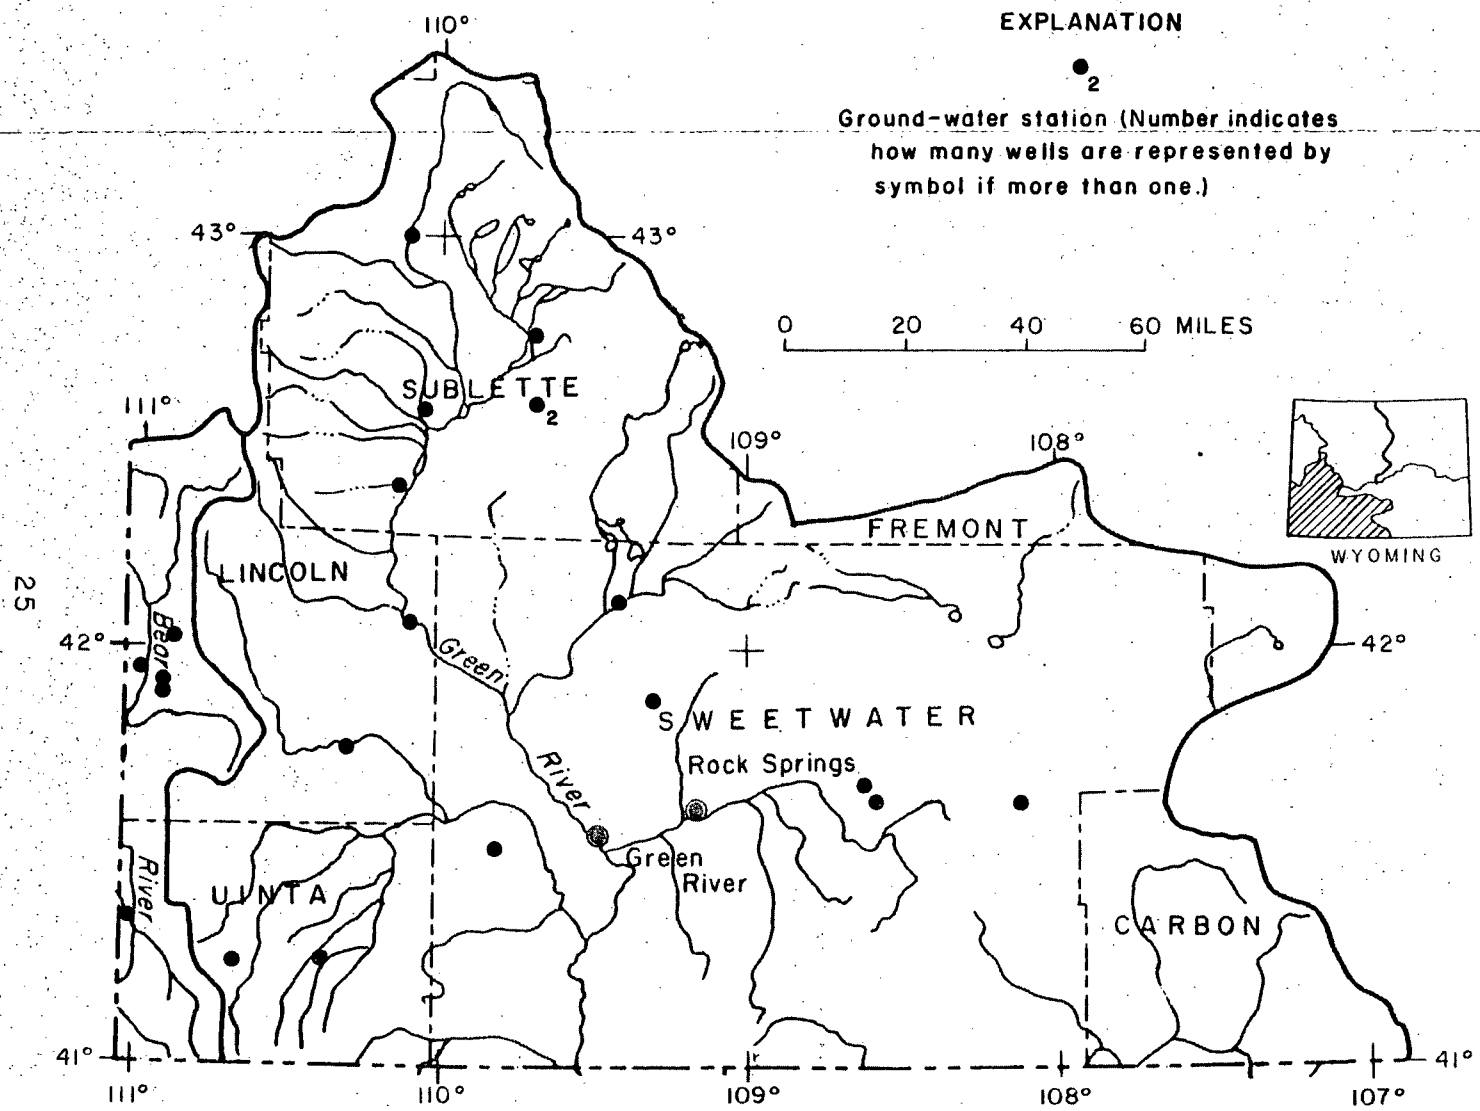 110°
EXPLANATION
2
Ground-water station (Number indicates
how many wells are represented by
symbol if more than one.)
43°
43°
0 20 40 60 MILES
SUBLETTE
2
111°
109°
108°
FREMONT
WYOMING
LINCOLN
25
Bear
42°
Green
42°
SWEETWATER
River
Rock Springs
Green
River
River
UINTA
CARBON
41°
41°
111°
110°
109°
108°
107°